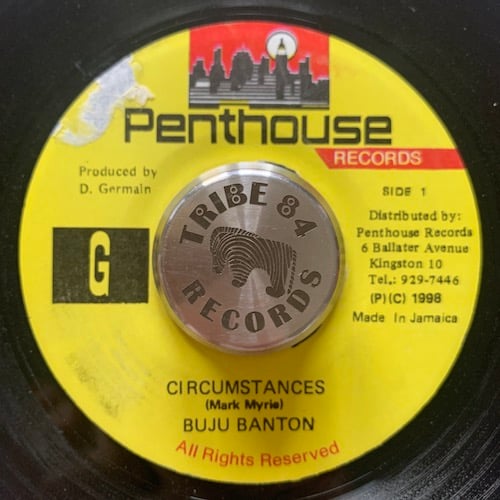 Penthouse
RECORDS
Produced by
D. Germain
SIDE 1
G
TRIBE 84
RECORDS
Distributed by:
Penthouse Records
6 Ballater Avenue
Kingston 10
Tel.: 929-7446
(P)(C) 1998
Made In Jamaica
CIRCUMSTANCES
(Mark Myrie)
BUJU BANTON
All Rights Reserved